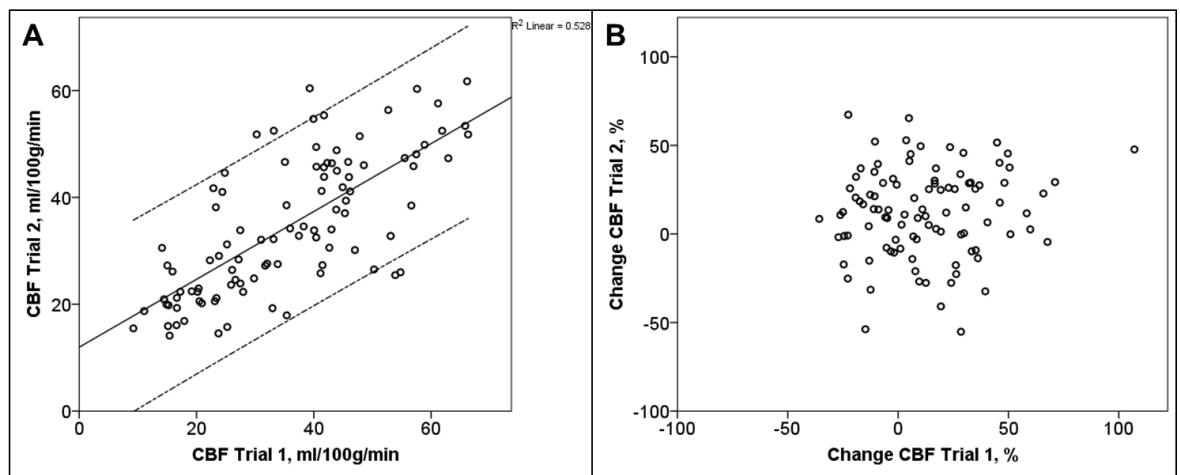 A
R² Linear = 0.528
CBF Trial 2, ml/100g/min
60
40
20
0
0 20 40 60
CBF Trial 1, ml/100g/min
B
Change CBF Trial 2, %
100
50
0
-50
-100
-100 -50 0 50 100
Change CBF Trial 1, %